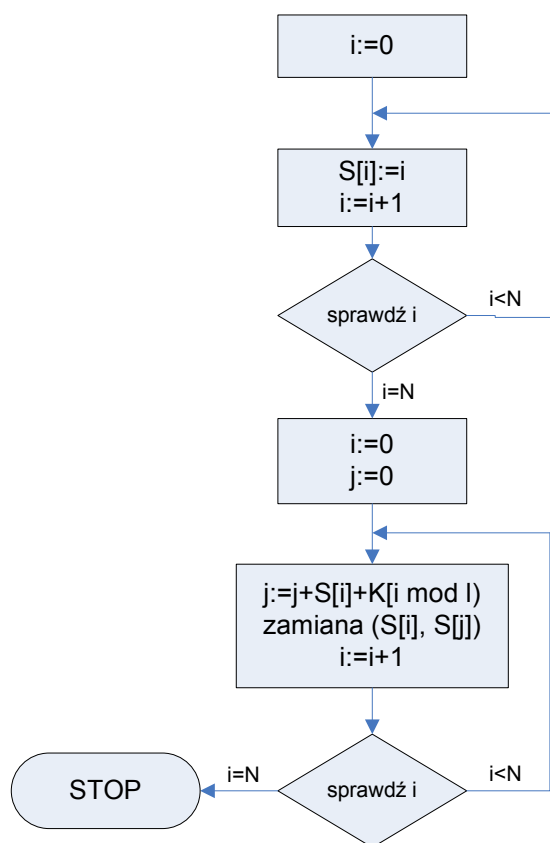 i:=0
S[i]:=i
i:=i+1
sprawdź i
i<N
i=N
i:=0
j:=0
j:=j+S[i]+K[i mod l)
zamiana (S[i], S[j])
i:=i+1
STOP
i=N
sprawdź i
i<N